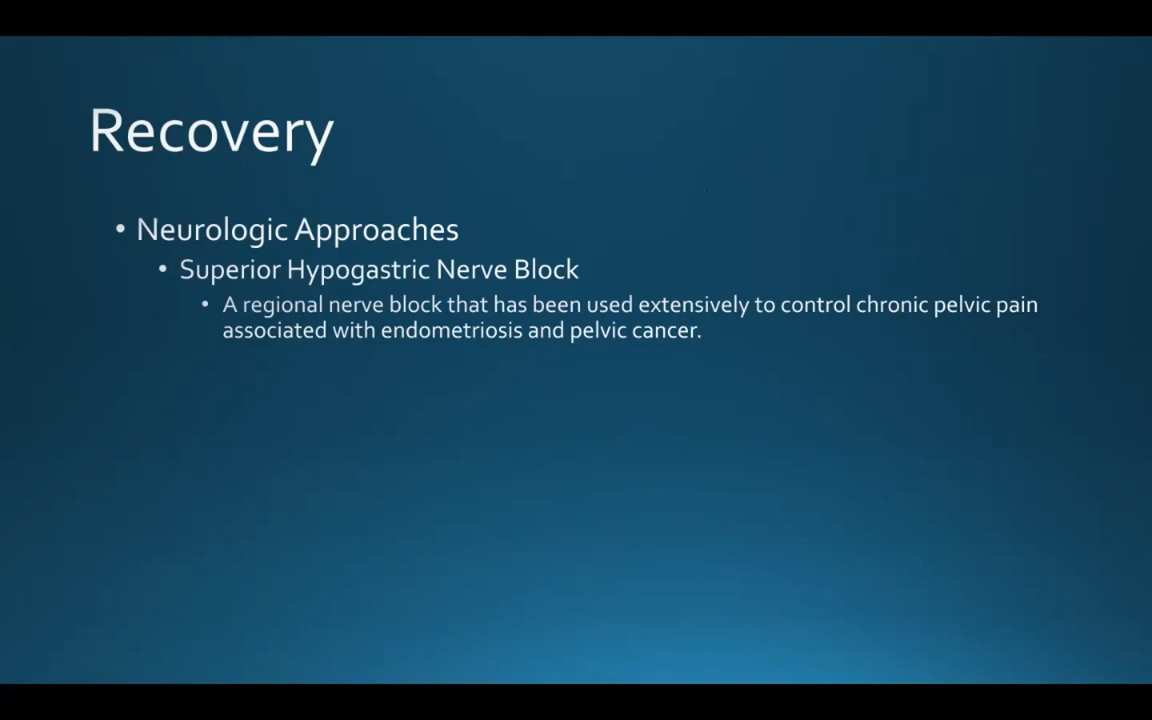 Recovery
• Neurologic Approaches
• Superior Hypogastric Nerve Block
• A regional nerve block that has been used extensively to control chronic pelvic pain
associated with endometriosis and pelvic cancer.